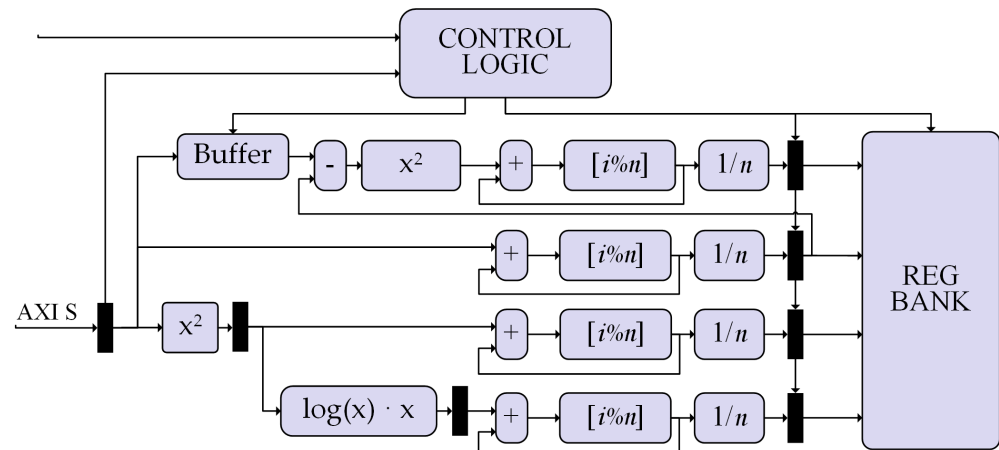 CONTROL
LOGIC
Buffer
-
x²
+
[i%n]
1/n
+
[i%n]
1/n
REG
BANK
AXI S
x²
+
[i%n]
1/n
log(x) · x
+
[i%n]
1/n